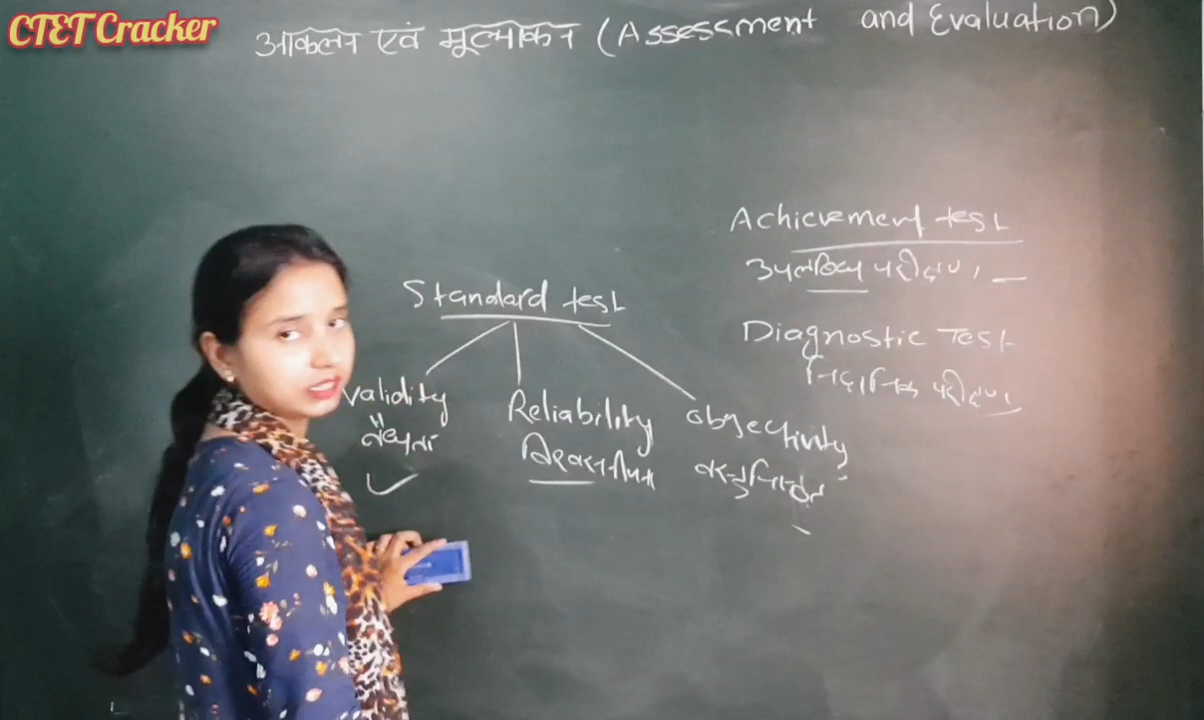 CTET Cracker
आकलन एवं मूल्यांकन (Assessment and Evaluation)
Achievement test
उपलब्धि परीक्षण।
Standard test
Diagnostic Test
निदानात्मक परीक्षण।
Validity
वैधता
Reliability
विश्वसनीयता
Objectivity
वस्तुनिष्ठता